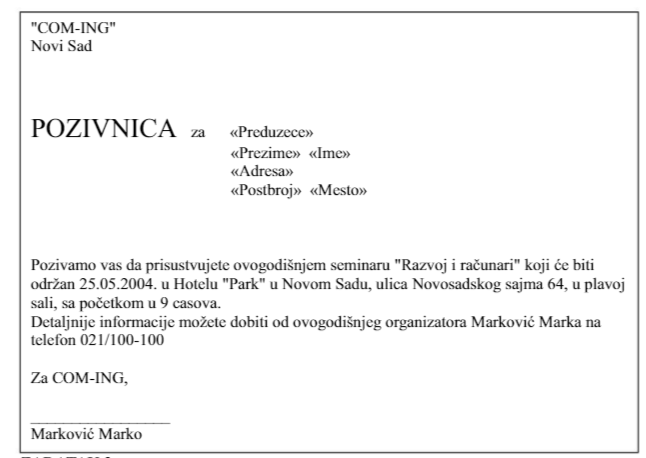 "COM-ING"
Novi Sad
POZIVNICA za «Preduzece»
«Prezime» «Ime»
«Adresa»
«Postbroj» «Mesto»
Pozivamo vas da prisustvujete ovogodišnjem seminaru "Razvoj i računari" koji će biti
održan 25.05.2004. u Hotelu "Park" u Novom Sadu, ulica Novosadskog sajma 64, u plavoj
sali, sa početkom u 9 casova.
Detaljnije informacije možete dobiti od ovogodišnjeg organizatora Marković Marka na
telefon 021/100-100
Za COM-ING,
Marković Marko